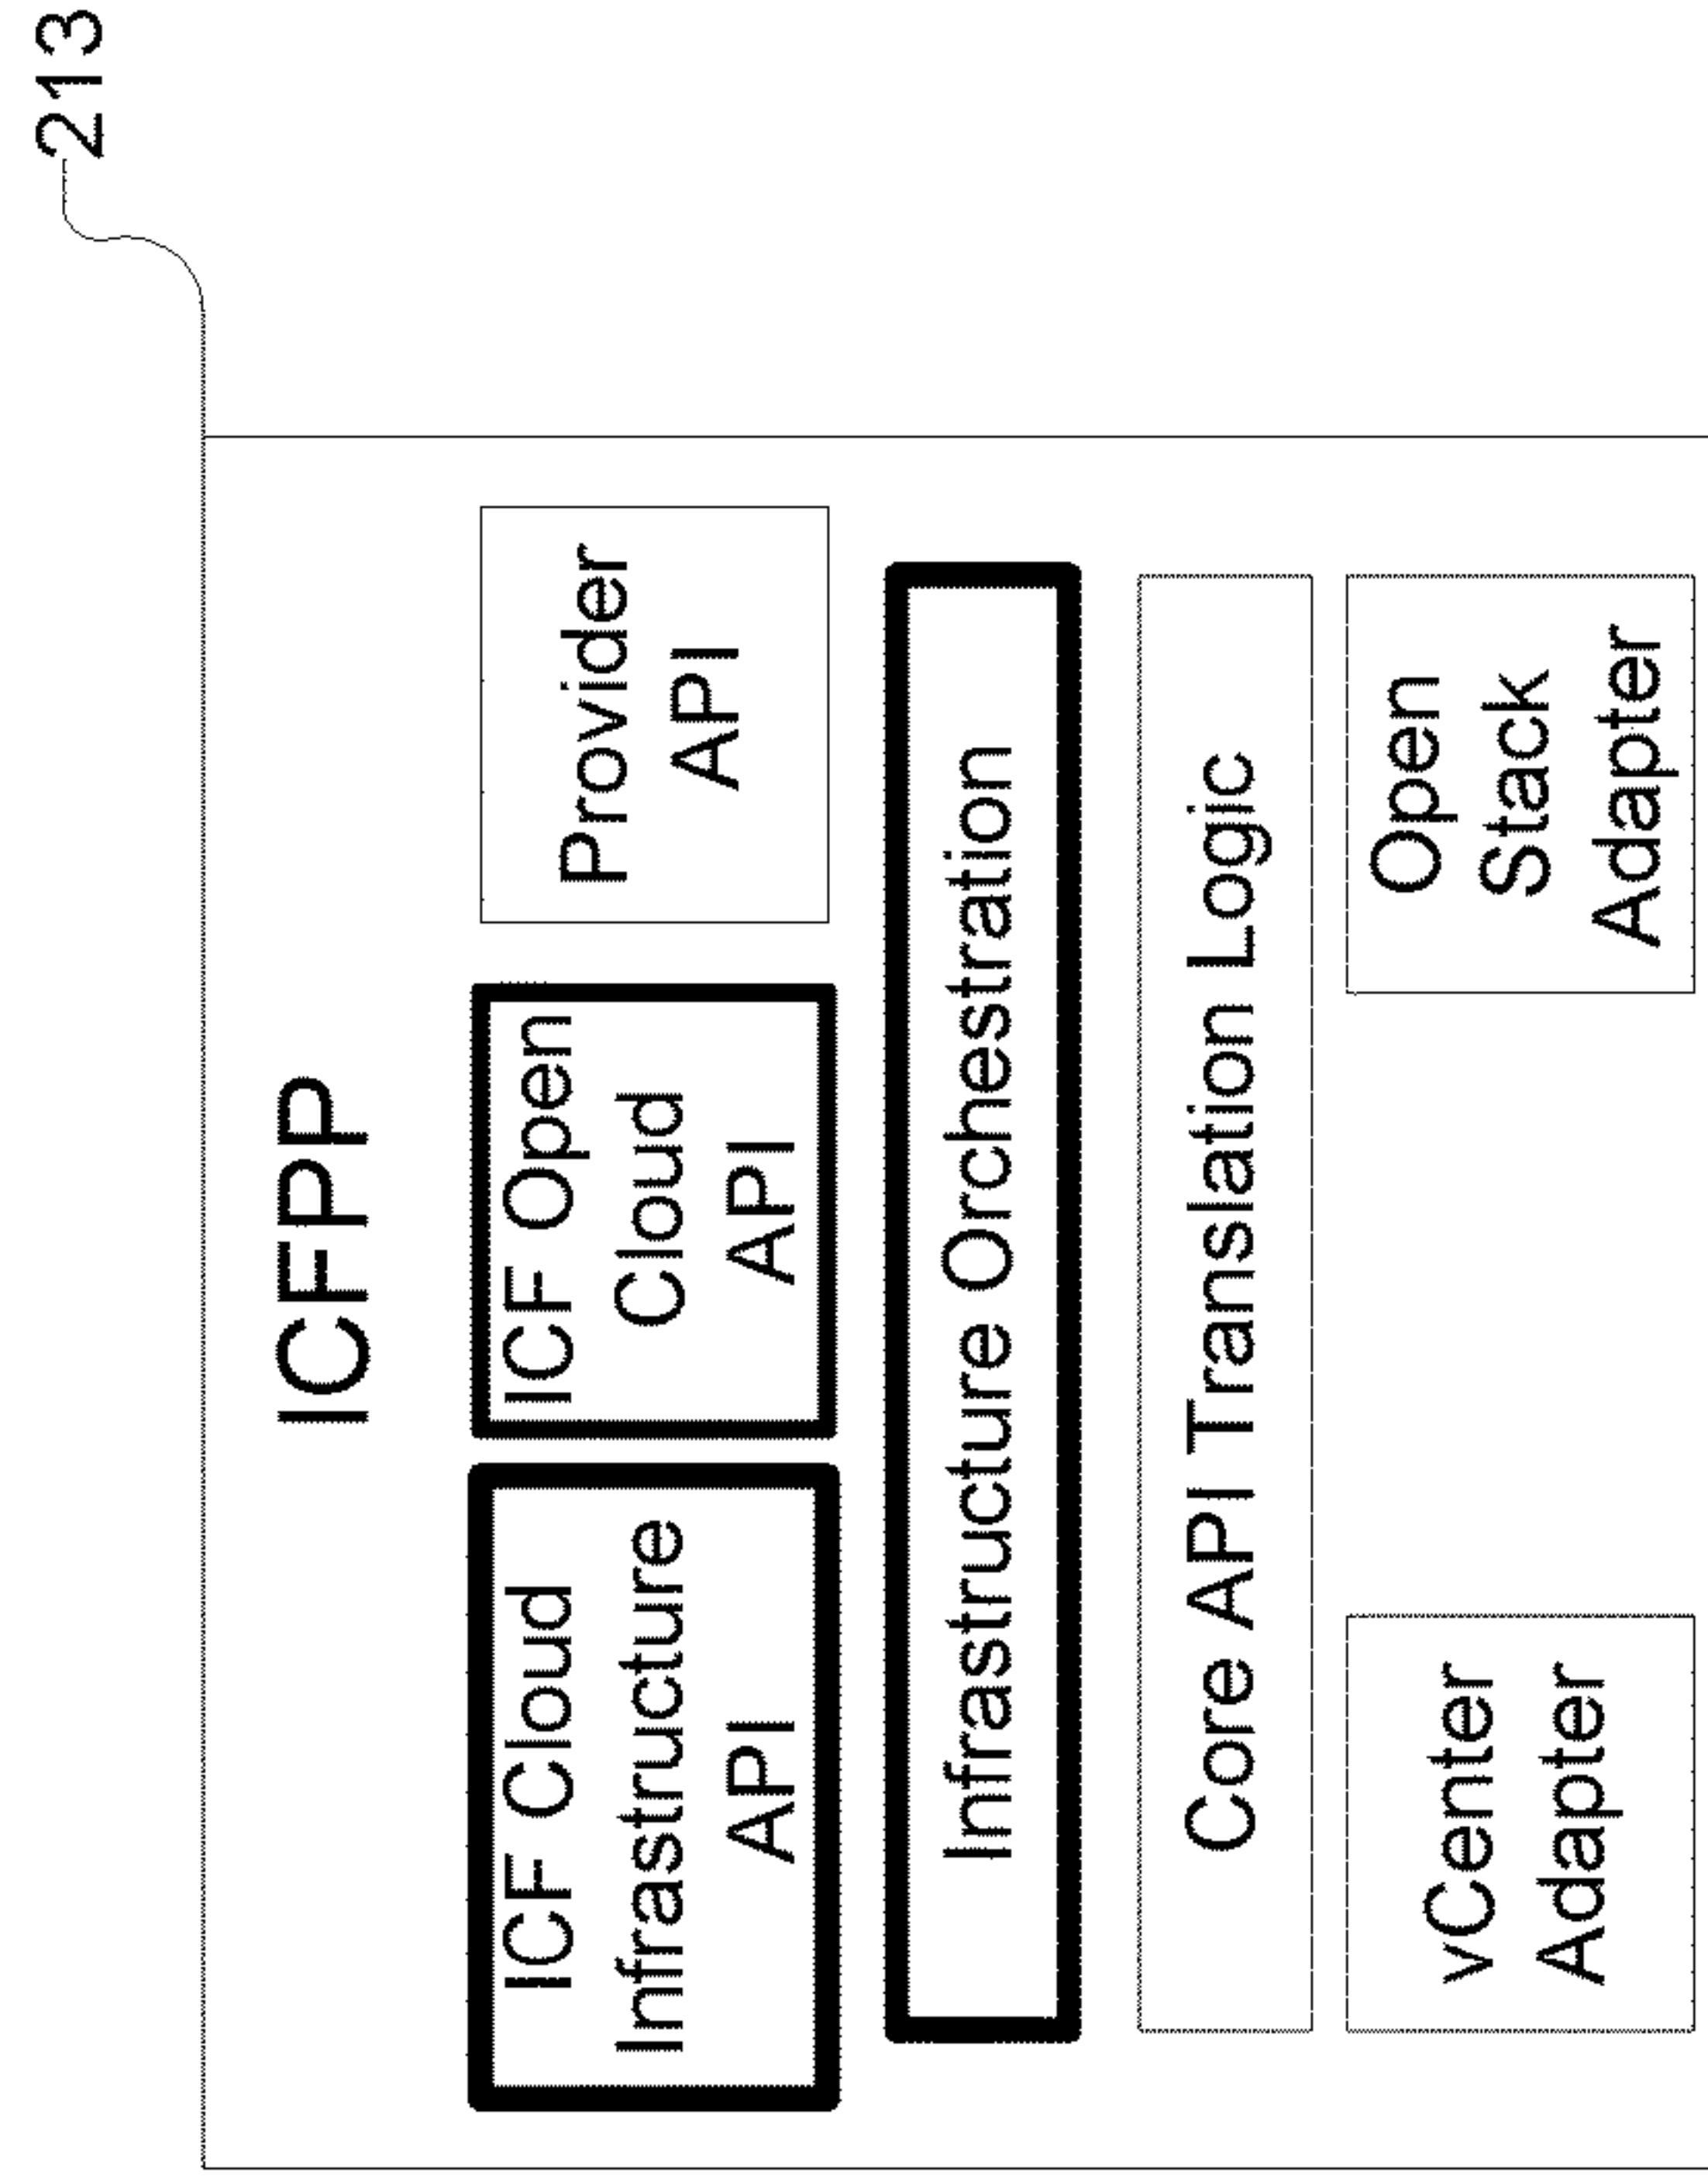 213
ICFPP
ICF Cloud
Infrastructure
API
ICF Open
Cloud
API
Provider
API
Infrastructure Orchestration
Core API Translation Logic
vCenter
Adapter
Open
Stack
Adapter